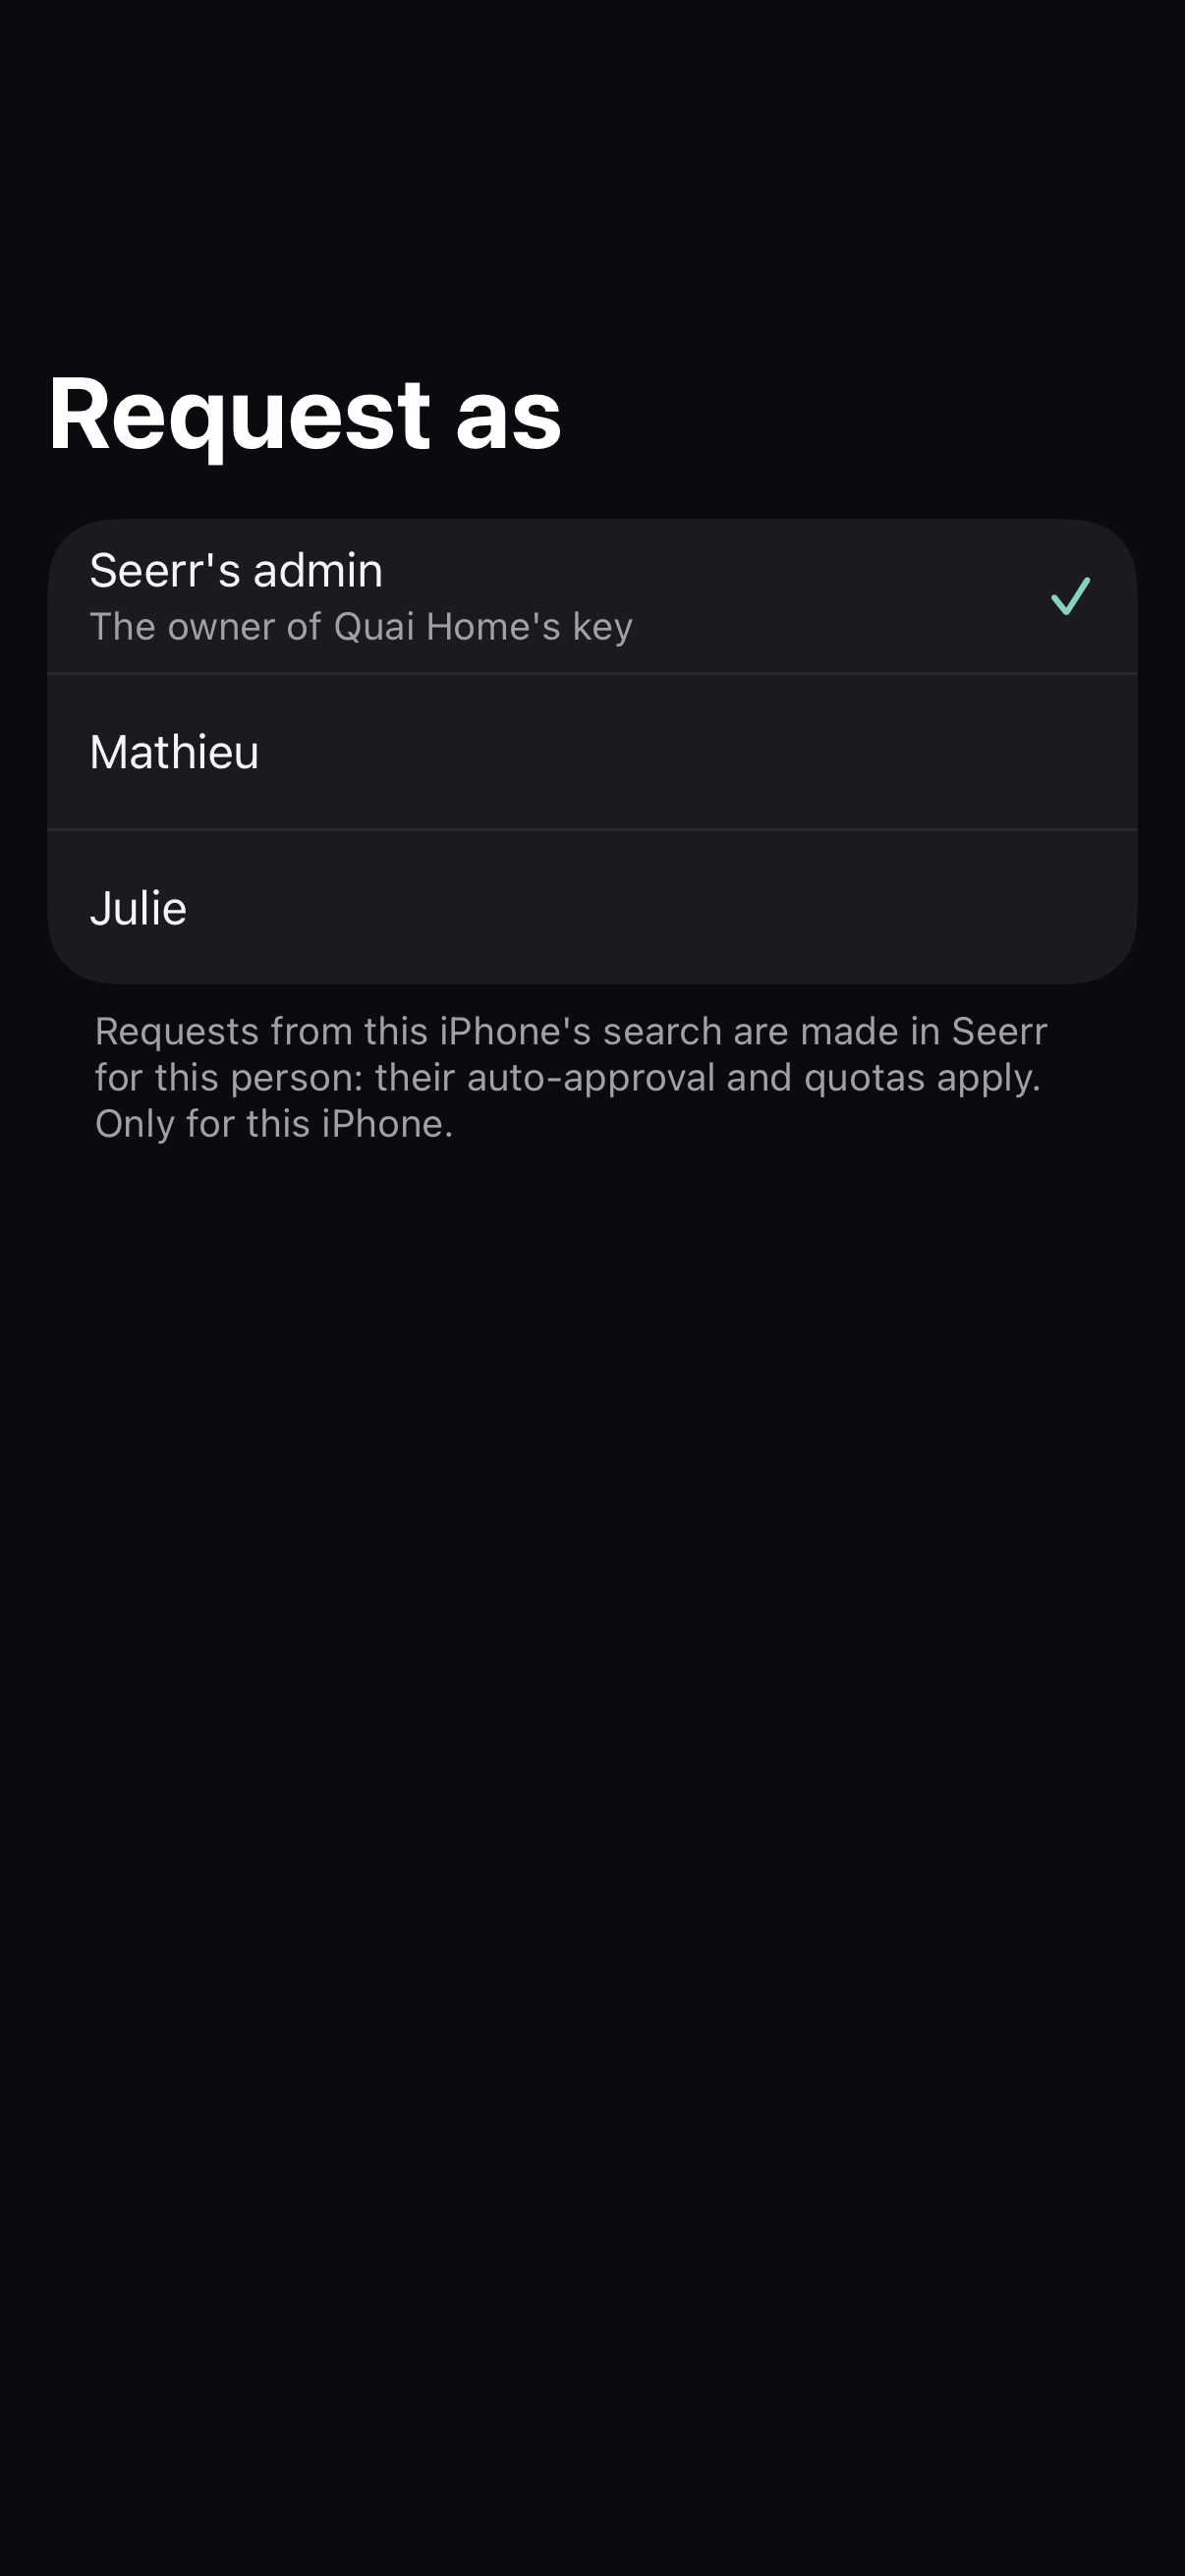 Request as
Seerr's admin
The owner of Quai Home's key
Mathieu
Julie
Requests from this iPhone's search are made in Seerr
for this person: their auto-approval and quotas apply.
Only for this iPhone.